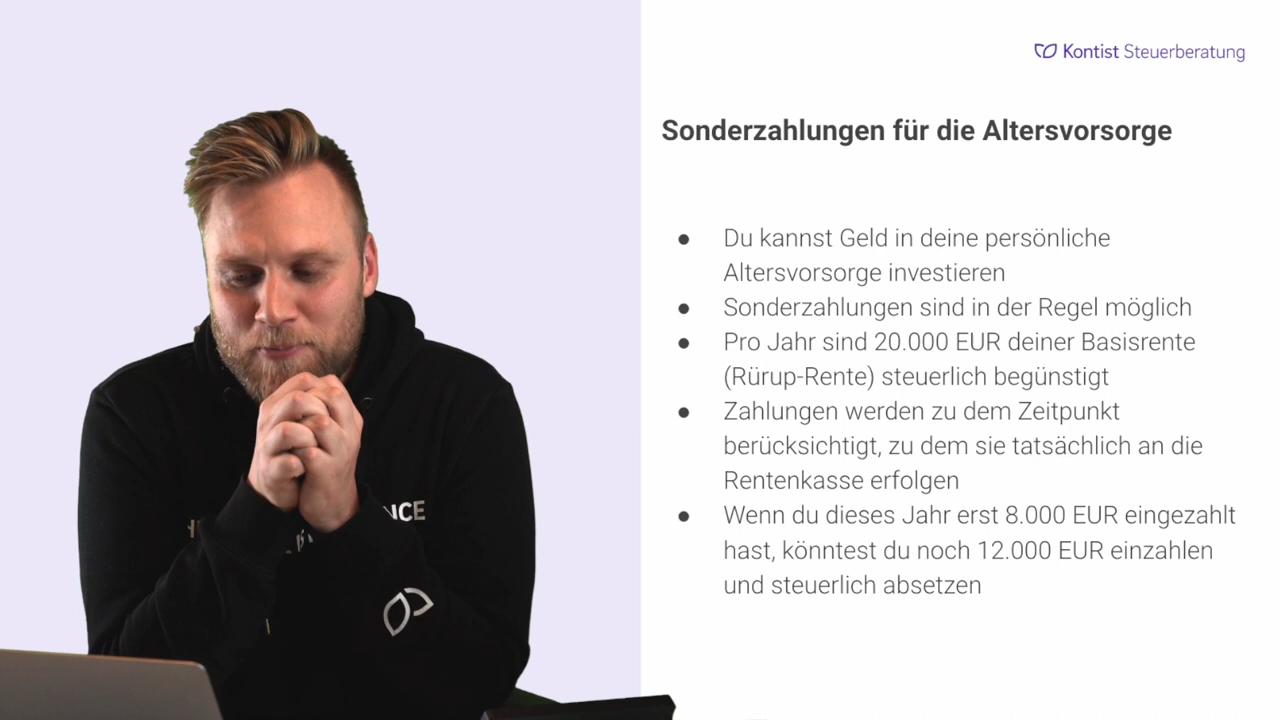 Kontist Steuerberatung
Sonderzahlungen für die Altersvorsorge
● Du kannst Geld in deine persönliche
Altersvorsorge investieren
● Sonderzahlungen sind in der Regel möglich
● Pro Jahr sind 20.000 EUR deiner Basisrente
(Rürup-Rente) steuerlich begünstigt
● Zahlungen werden zu dem Zeitpunkt
berücksichtigt, zu dem sie tatsächlich an die
Rentenkasse erfolgen
● Wenn du dieses Jahr erst 8.000 EUR eingezahlt
hast, könntest du noch 12.000 EUR einzahlen
und steuerlich absetzen